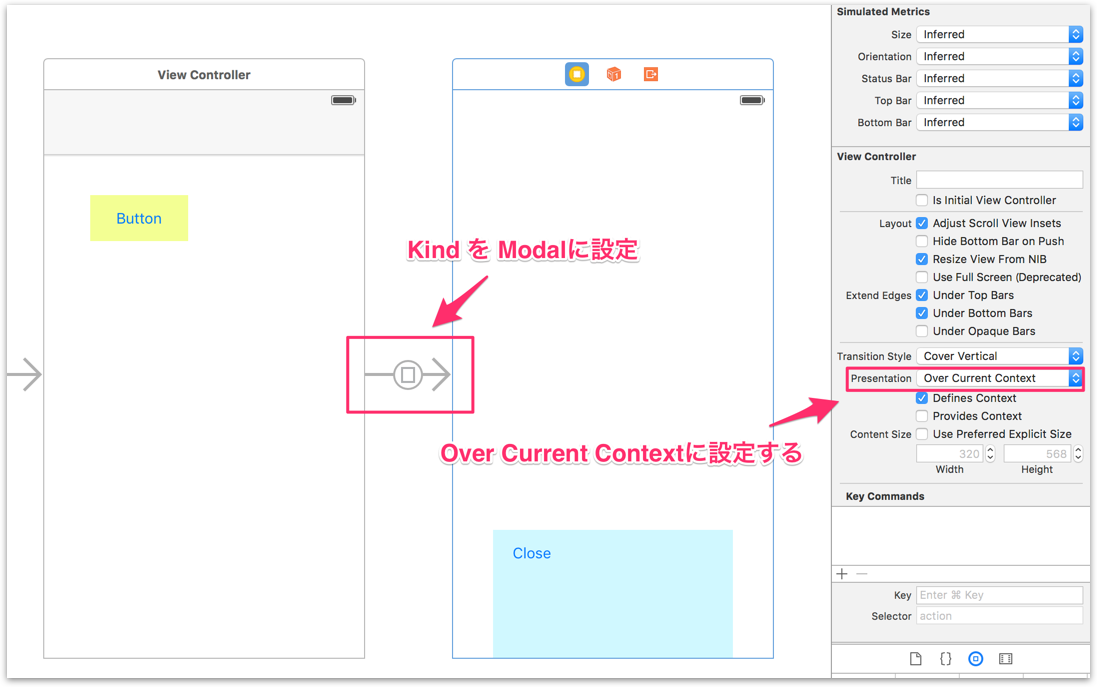 View Controller
Button
Kind を Modalに設定
Over Current Contextに設定する
Close
Simulated Metrics
Size Inferred
Orientation Inferred
Status Bar Inferred
Top Bar Inferred
Bottom Bar Inferred
View Controller
Title
Is Initial View Controller
Layout Adjust Scroll View Insets
Hide Bottom Bar on Push
Resize View From NIB
Use Full Screen (Deprecated)
Extend Edges Under Top Bars
Under Bottom Bars
Under Opaque Bars
Transition Style Cover Vertical
Presentation Over Current Context
Defines Context
Provides Context
Content Size Use Preferred Explicit Size
320 568
Width Height
Key Commands
Key Enter ⌘ Key
Selector action